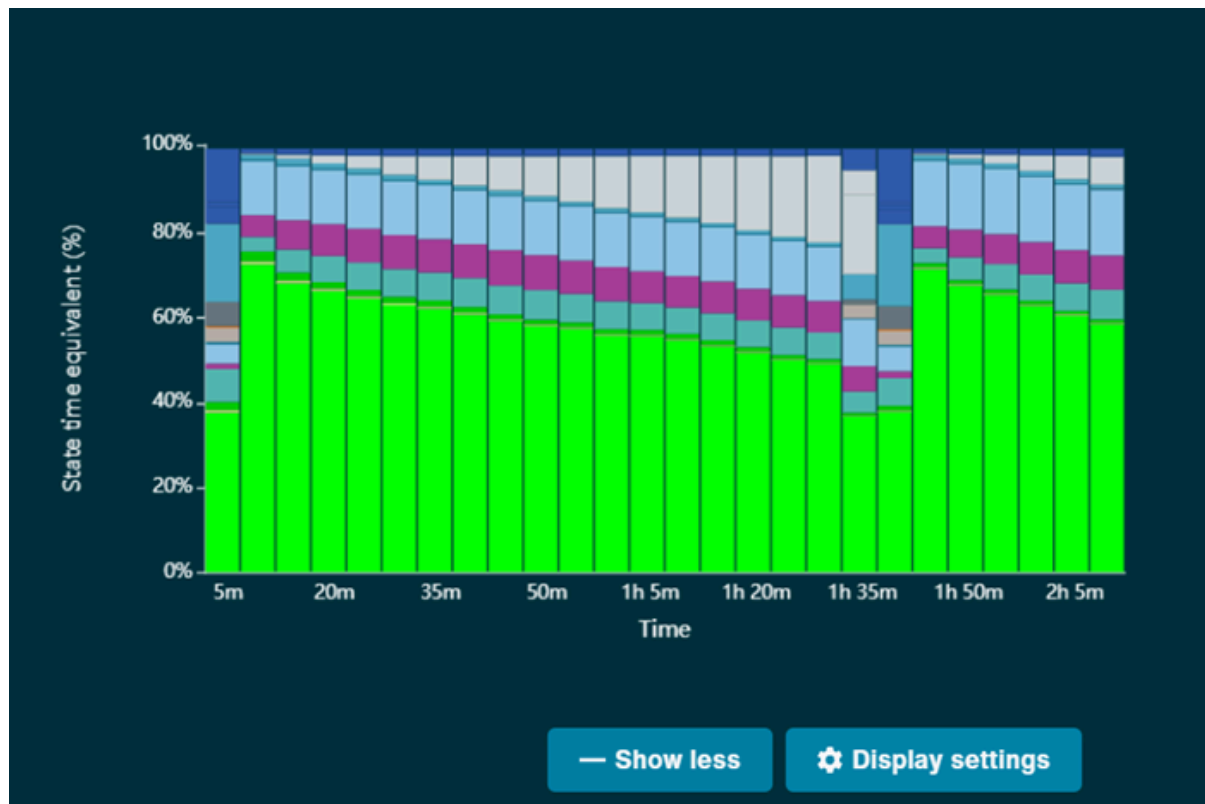 100%
80%
60%
40%
20%
0%
State time equivalent (%)
5m 20m 35m 50m 1h 5m 1h 20m 1h 35m 1h 50m 2h 5m
Time
— Show less
Display settings